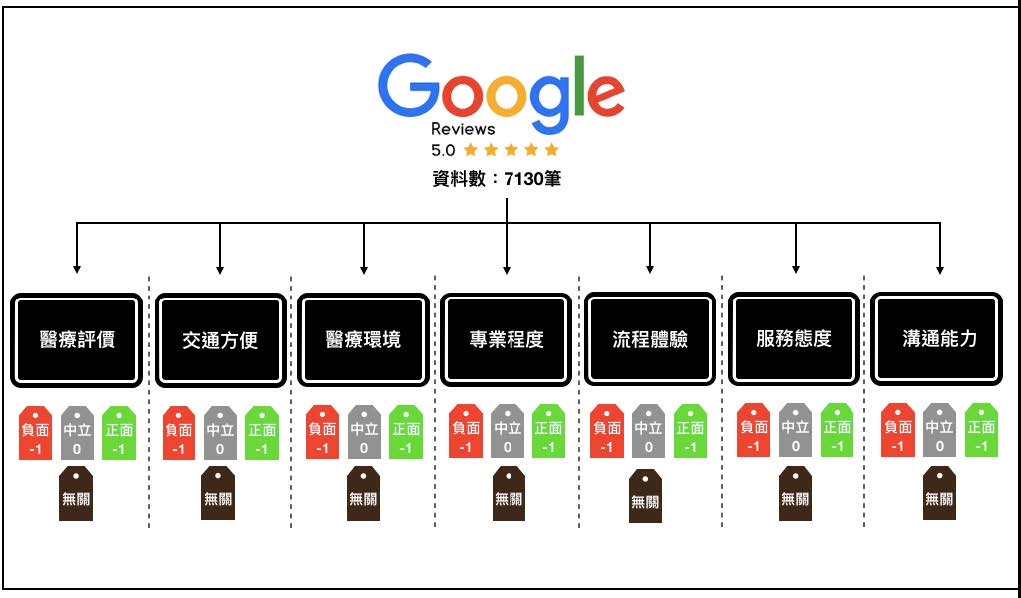 Google
Reviews
5.0
資料數：7130筆
醫療評價 交通方便 醫療環境 專業程度 流程體驗 服務態度 溝通能力
負面 中立 正面 負面 中立 正面 負面 中立 正面 負面 中立 正面 負面 中立 正面 負面 中立 正面 負面 中立 正面
-1 0 -1 -1 0 -1 -1 0 -1 -1 0 -1 -1 0 -1 -1 0 -1 -1 0 -1
無關 無關 無關 無關 無關 無關 無關